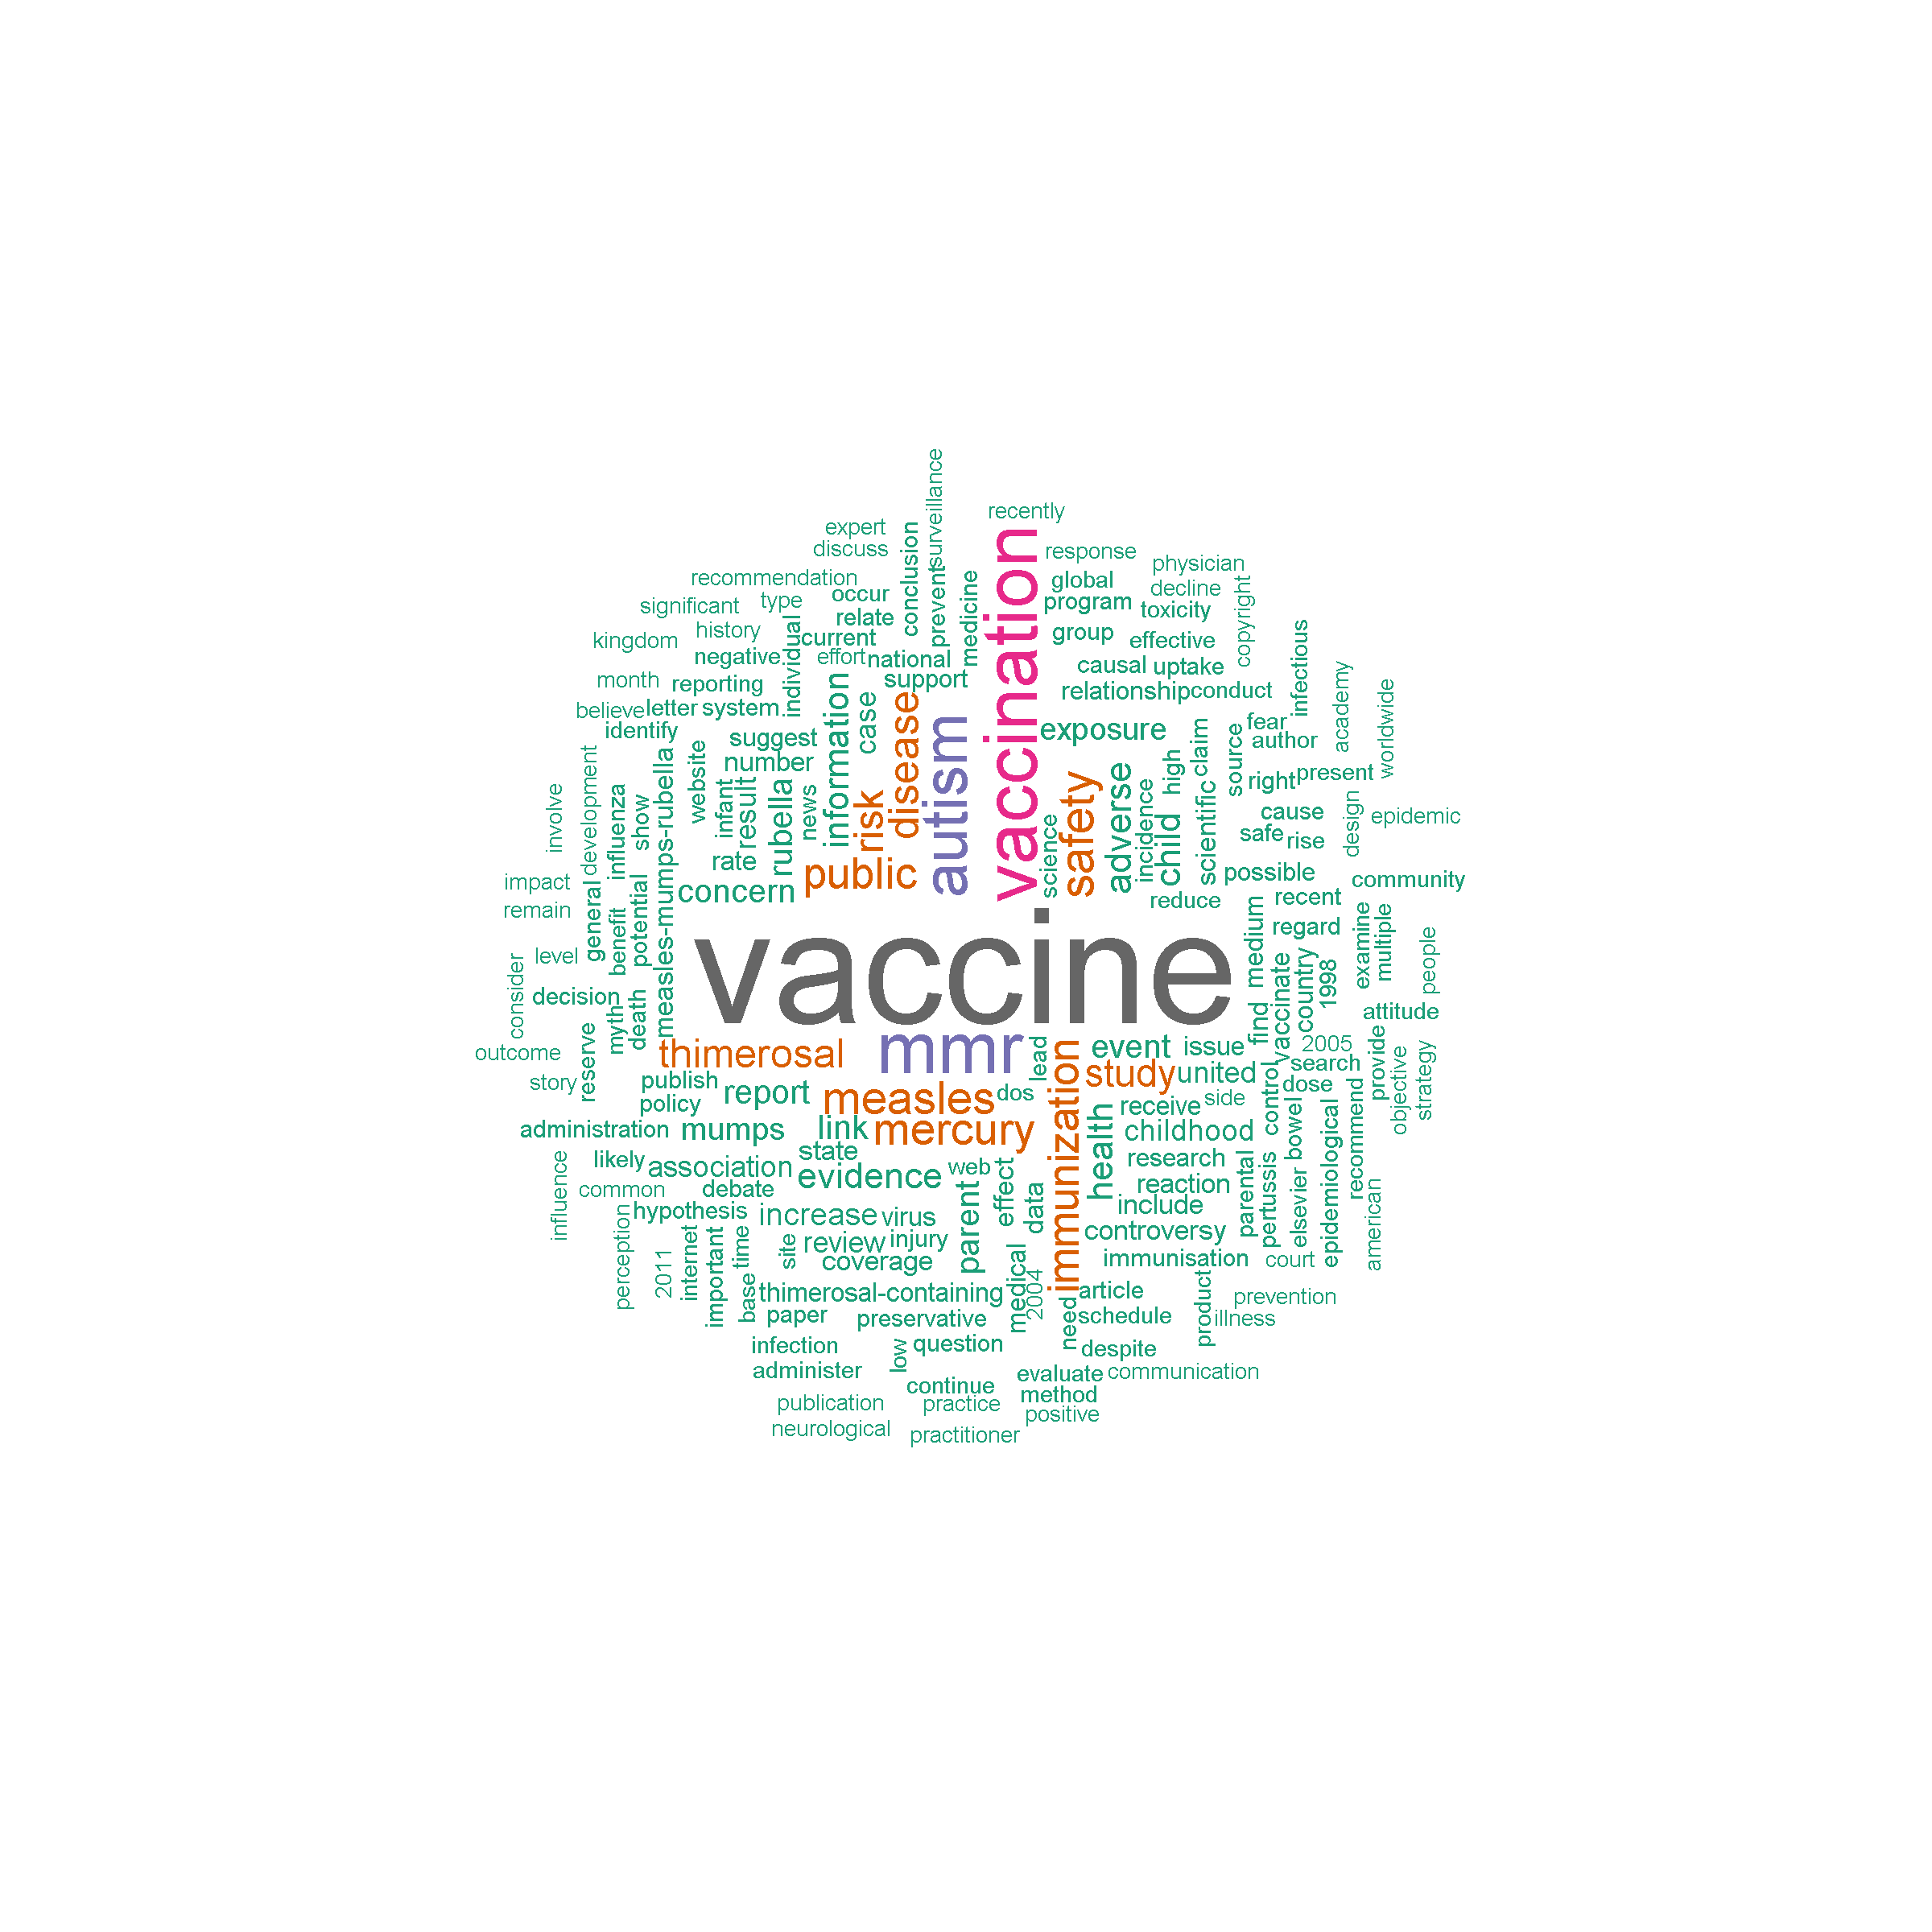 surveillance
recently
expert
discuss
conclusion
response
physician
recommendation
occur
prevent
medicine
vaccination
global
decline
copyright
significant
type
relate
program
toxicity
kingdom
history
individual
current
group
effective
infectious
negative
effort
national
causal
uptake
academy
month
reporting
support
relationship
conduct
worldwide
believe
letter
system
information
case
disease
autism
exposure
claim
source
fear
identify
suggest
author
development
measles-mumps-rubella
website
number
safety
adverse
high
right
present
involve
influenza
show
infant
result
rubella
news
risk
science
incidence
child
scientific
cause
design
epidemic
rate
public
safe
rise
impact
general
benefit
potential
concern
possible
community
remain
reduce
medium
recent
regard
examine
multiple
people
level
consider
vaccine
vaccinate
country
1998
decision
myth
death
attitude
outcome
reserve
thimerosal
mmr
lead
immunization
event
issue
find
2005
provide
objective
strategy
story
publish
report
measles
dos
study
united
control
search
policy
health
receive
side
dose
recommend
administration
mumps
link
mercury
childhood
bowel
epidemiological
likely
association
state
evidence
web
effect
research
parental
pertussis
elsevier
american
influence
common
debate
parent
data
reaction
perception
hypothesis
increase
virus
include
internet
important
time
site
review
injury
controversy
2011
base
coverage
medical
2004
immunisation
court
thimerosal-containing
article
product
prevention
paper
preservative
need
schedule
illness
infection
low
question
despite
administer
continue
evaluate
communication
publication
practice
method
neurological
practitioner
positive